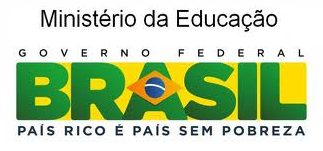 Ministério da Educação
GOVERNO FEDERAL
BRASIL
PAÍS RICO É PAÍS SEM POBREZA